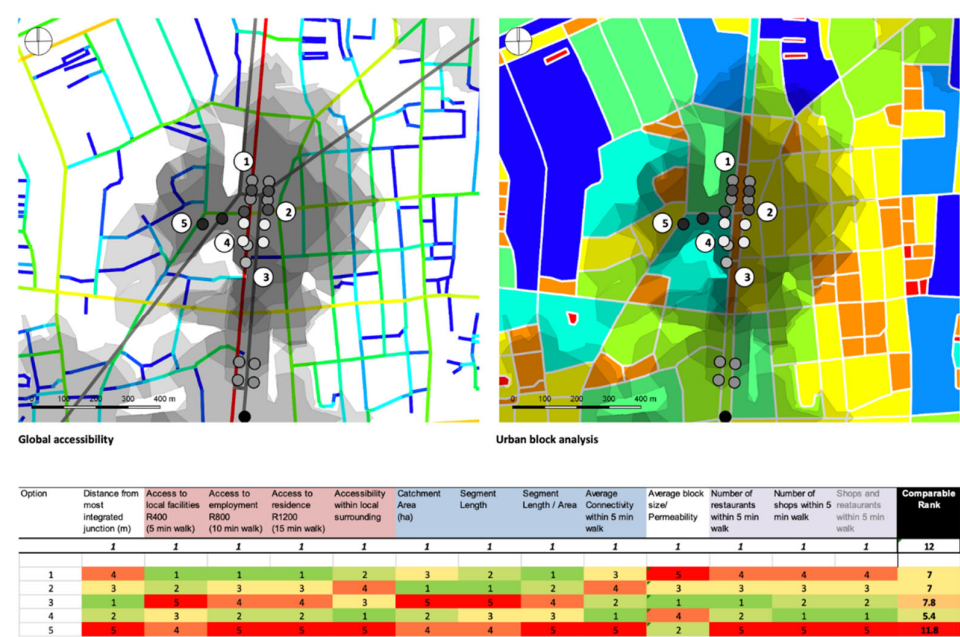 1
2
5
4
3
0 100 200 300 400 m
Global accessibility
1
2
5
4
3
0 100 200 300 400 m
Urban block analysis
Option
Distance from
most
integrated
junction (m)
Access to
local facilities
R400
(5 min walk)
Access to
employment
R800
(10 min walk)
Access to
residence
R1200
(15 min walk)
Accessibility
within local
surrounding
Catchment
Area
(ha)
Segment
Length
Segment
Length / Area
Average
Connectivity
within 5 min
walk
Average block
size/
Permeability
Number of
restaurants
within 5 min
walk
Number of
shops within 5
min walk
Shops and
reataurants
within 5 min
walk
Comparable
Rank
1 1 1 1 1 1 1 1 1 1 1 1 1 12
1 4 1 1 1 2 3 2 1 3 5 4 4 4 7
2 3 2 3 3 4 1 1 2 4 3 3 3 3 7
3 1 5 4 4 3 5 5 4 2 1 1 2 2 7.8
4 2 3 2 2 1 2 3 3 1 4 2 1 1 5.4
5 5 4 5 5 5 4 4 5 5 2 5 5 5 11.8